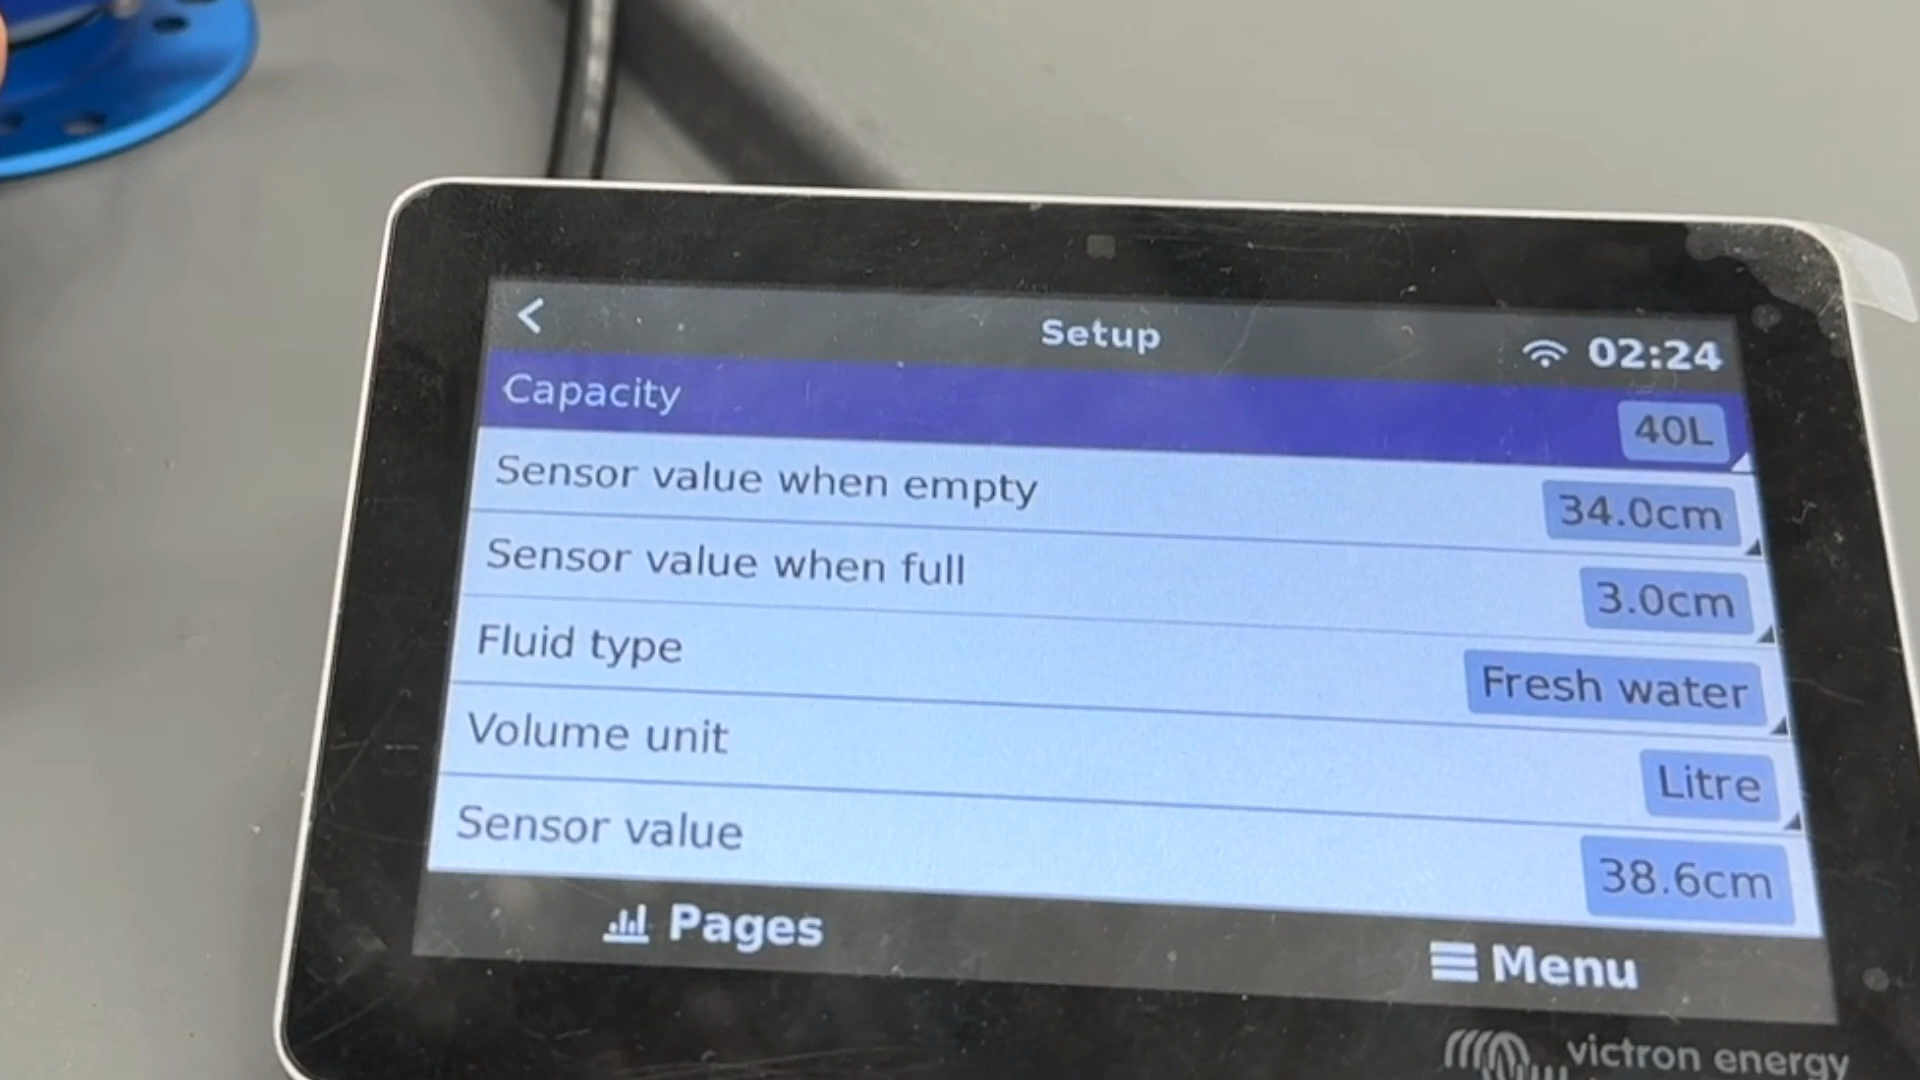 Setup
02:24
Capacity 40L
Sensor value when empty 34.0cm
Sensor value when full 3.0cm
Fluid type Fresh water
Volume unit Litre
Sensor value 38.6cm
Pages Menu
victron energy